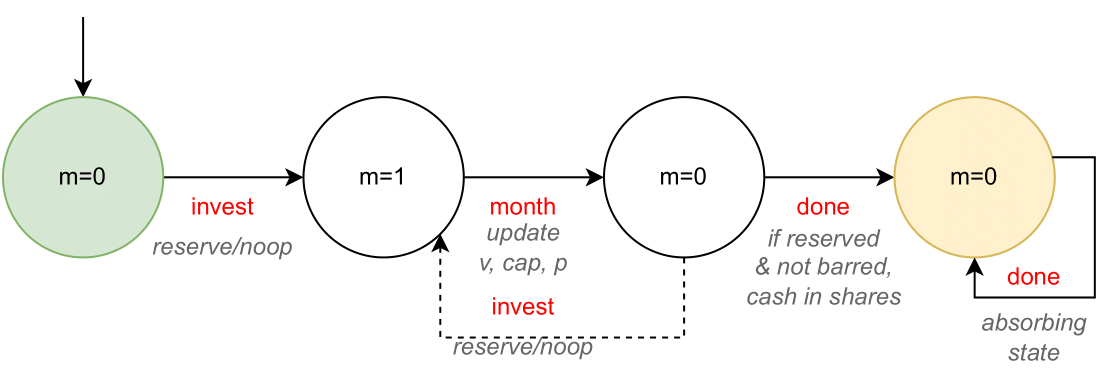 m=0
m=1
m=0
m=0
invest
reserve/noop
month
update
v, cap, p
done
if reserved
& not barred,
cash in shares
invest
reserve/noop
done
absorbing
state